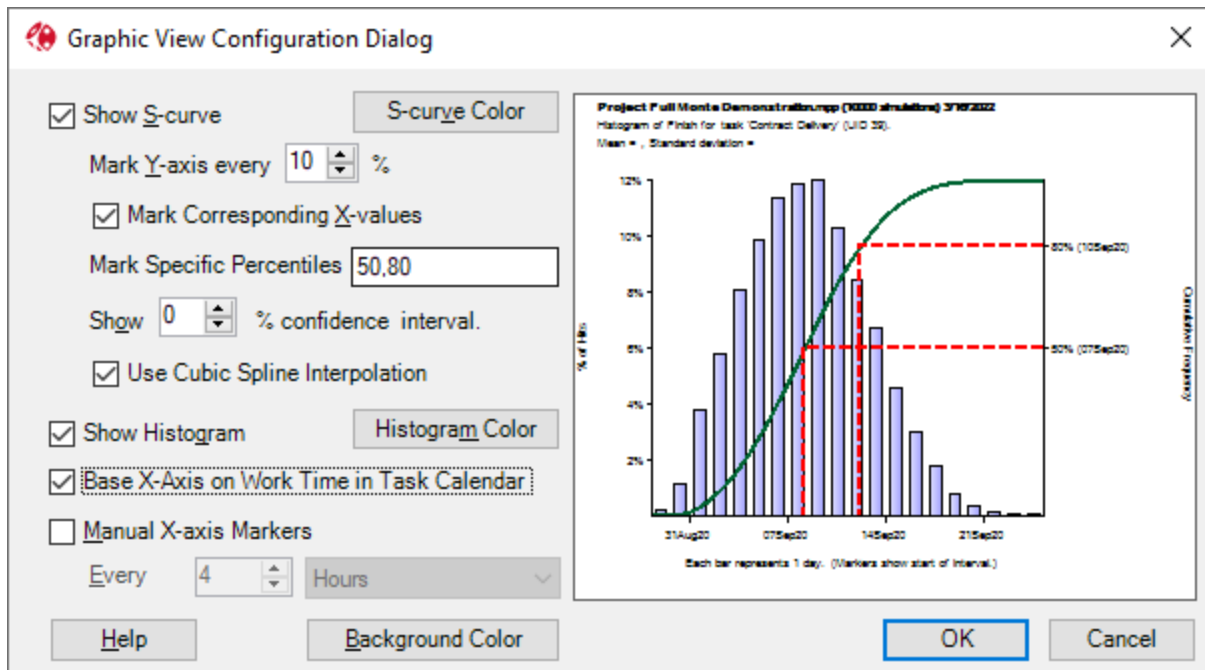 Graphic View Configuration Dialog
Show S-curve
S-curve Color
Mark Y-axis every 10 %
Mark Corresponding X-values
Mark Specific Percentiles 50,80
Show 0 % confidence interval.
Use Cubic Spline Interpolation
Show Histogram
Histogram Color
Base X-Axis on Work Time in Task Calendar
Manual X-axis Markers
Every 4 Hours
Help
Background Color
OK
Cancel
Project Full Monte Demonstration.mpp (10000 simulations) 3/16/2022
Histogram of Finish for task 'Contract Delivery' (UID 39).
Mean = , Standard deviation =
12%
10%
8%
6%
4%
2%
% of Hits
80% (10Sep20)
50% (07Sep20)
Cumulative Frequency
31Aug20
07Sep20
14Sep20
21Sep20
Each bar represents 1 day. (Markers show start of interval.)